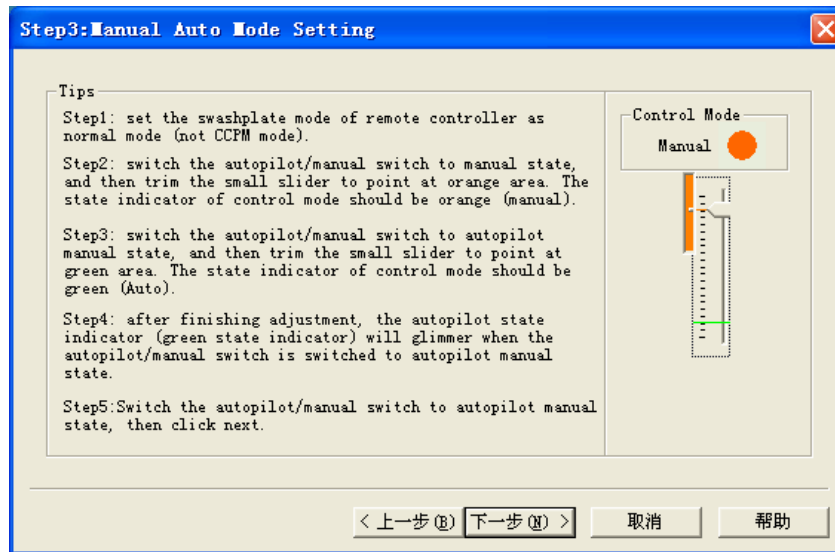 Step3:Manual Auto Mode Setting
Tips
Step1: set the swashplate mode of remote controller as
normal mode (not CCPM mode).
Step2: switch the autopilot/manual switch to manual state,
and then trim the small slider to point at orange area. The
state indicator of control mode should be orange (manual).
Step3: switch the autopilot/manual switch to autopilot
manual state, and then trim the small slider to point at
green area. The state indicator of control mode should be
green (Auto).
Step4: after finishing adjustment, the autopilot state
indicator (green state indicator) will glimmer when the
autopilot/manual switch is switched to autopilot manual
state.
Step5:Switch the autopilot/manual switch to autopilot manual
state, then click next.
Control Mode
Manual
< 上一步(B) 下一步(N) > 取消 帮助